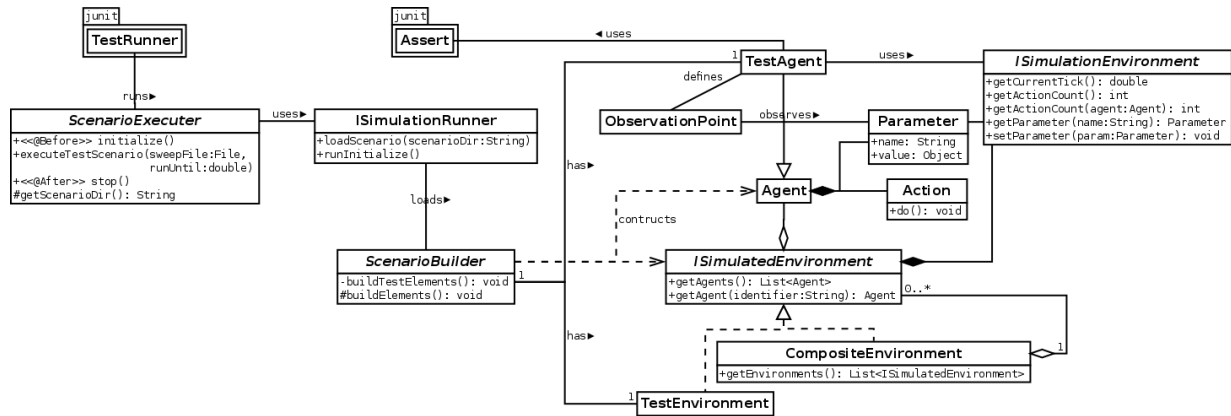 junit
TestRunner
junit
Assert
◄ uses
1
TestAgent
uses►
ISimulationEnvironment
+getCurrentTick(): double
+getActionCount(): int
+getActionCount(agent:Agent): int
+getParameter(name:String): Parameter
+setParameter(param:Parameter): void
defines
runs►
ScenarioExecuter
+<<@Before>> initialize()
+executeTestScenario(sweepFile:File,
runUntil:double)
+<<@After>> stop()
#getScenarioDir(): String
uses►
ISimulationRunner
+loadScenario(scenarioDir:String)
+runInitialize()
ObservationPoint
observes►
Parameter
+name: String
+value: Object
has►
Agent
Action
+do(): void
loads►
contructs
ScenarioBuilder
-buildTestElements(): void
#buildElements(): void
1
ISimulatedEnvironment
+getAgents(): List<Agent>
+getAgent(identifier:String): Agent
0..*
has►
CompositeEnvironment
+getEnvironments(): List<ISimulatedEnvironment>
1
1
TestEnvironment